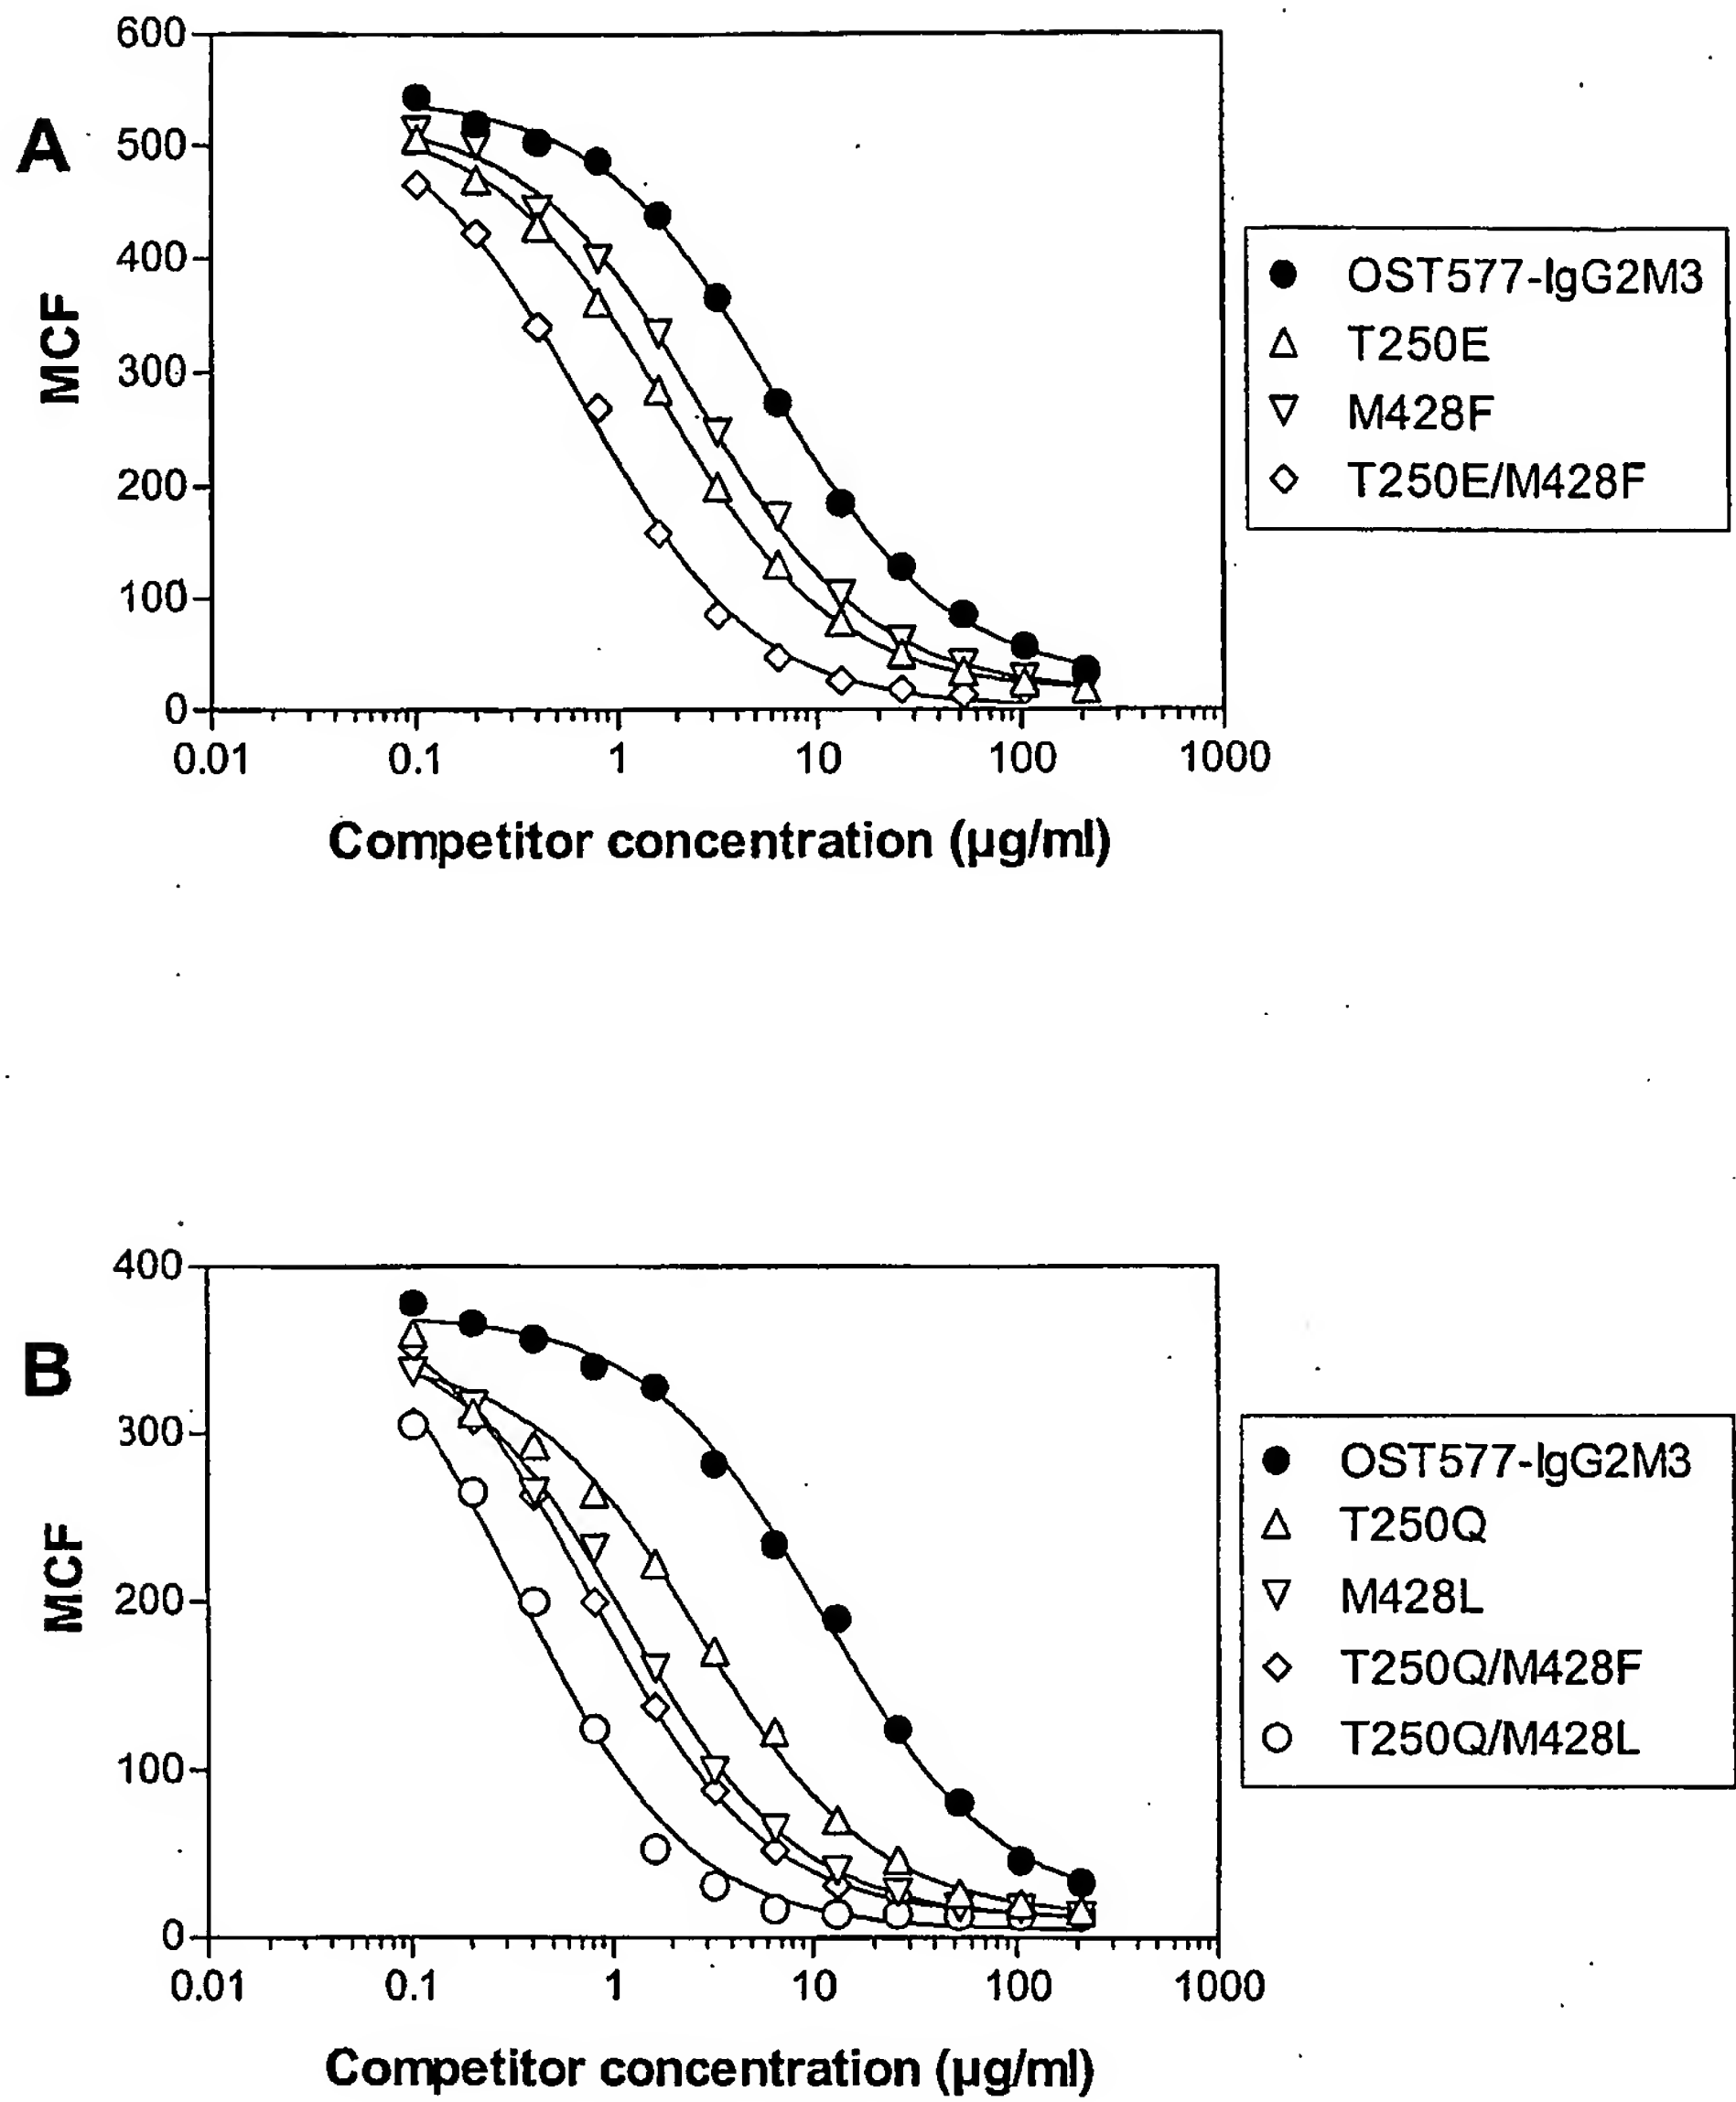 A
MCF
600
500
400
300
200
100
0
0.01 0.1 1 10 100 1000
Competitor concentration (µg/ml)
OST577-IgG2M3
T250E
M428F
T250E/M428F
B
MCF
400
300
200
100
0
0.01 0.1 1 10 100 1000
Competitor concentration (µg/ml)
OST577-IgG2M3
T250Q
M428L
T250Q/M428F
T250Q/M428L